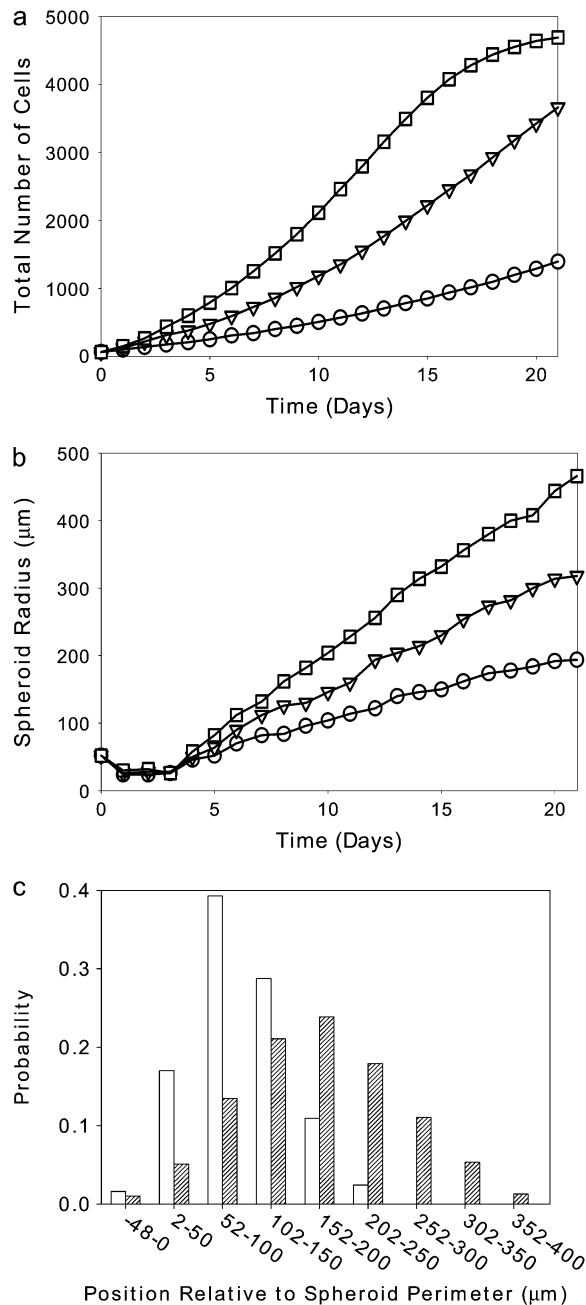 a
5000
4000
3000
2000
1000
0
Total Number of Cells
0 5 10 15 20
Time (Days)
b
500
400
300
200
100
0
Spheroid Radius (μm)
0 5 10 15 20
Time (Days)
c
0.4
0.3
0.2
0.1
0.0
Probability
-48-0 2-50 52-100 102-150 152-200 202-250 252-300 302-350 352-400
Position Relative to Spheroid Perimeter (μm)